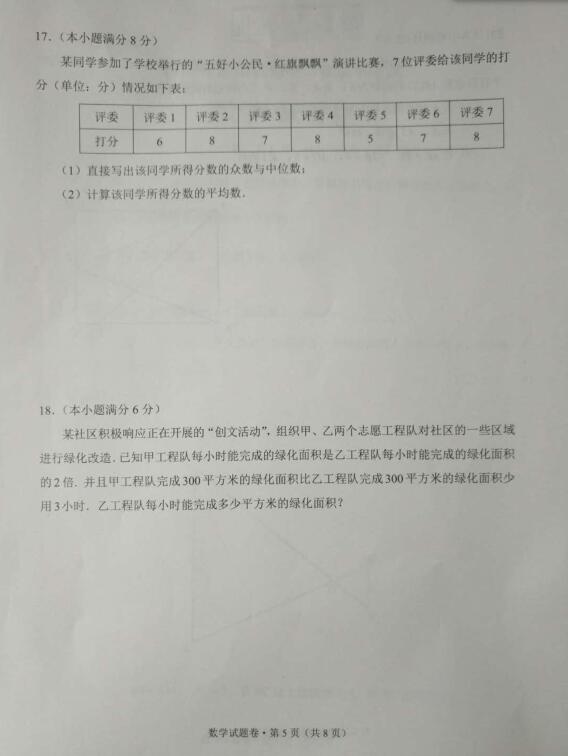 17.（本小题满分 8 分）
某同学参加了学校举行的“五好小公民·红旗飘飘”演讲比赛，7 位评委给该同学的打
分（单位：分）情况如下表：
评委 评委 1 评委 2 评委 3 评委 4 评委 5 评委 6 评委 7
打分 6 8 7 8 5 7 8
（1）直接写出该同学所得分数的众数与中位数；
（2）计算该同学所得分数的平均数．
18.（本小题满分 6 分）
某社区积极响应正在开展的“创文活动”，组织甲、乙两个志愿工程队对社区的一些区域
进行绿化改造．已知甲工程队每小时能完成的绿化面积是乙工程队每小时能完成的绿化面积
的 2 倍．并且甲工程队完成 300 平方米的绿化面积比乙工程队完成 300 平方米的绿化面积少
用 3 小时．乙工程队每小时能完成多少平方米的绿化面积？
数学试题卷·第 5 页（共 8 页）